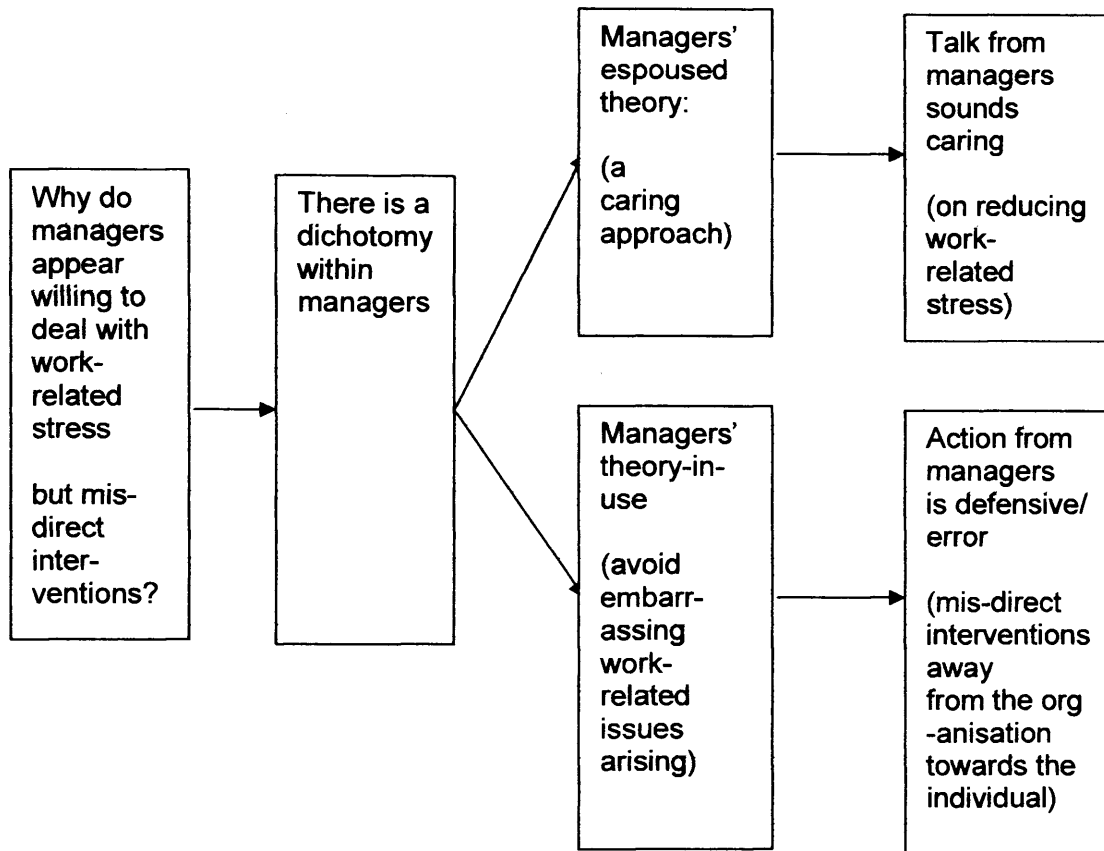 Why do
managers
appear
willing to
deal with
work-
related
stress
but mis-
direct
inter-
ventions?
There is a
dichotomy
within
managers
Managers'
espoused
theory:
(a
caring
approach)
Talk from
managers
sounds
caring
(on reducing
work-
related
stress)
Managers'
theory-in-
use
(avoid
embarr-
assing
work-
related
issues
arising)
Action from
managers
is defensive/
error
(mis-direct
interventions
away
from the org
-anisation
towards the
individual)